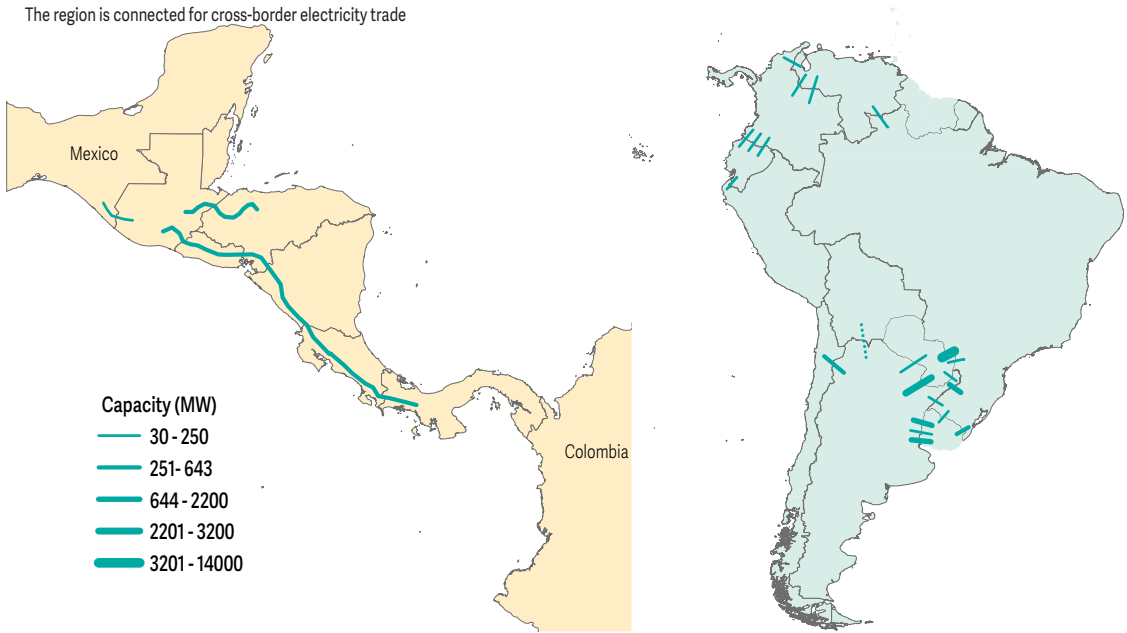 The region is connected for cross-border electricity trade
Mexico
Capacity (MW)
30 - 250
251- 643
644 - 2200
2201 - 3200
3201 - 14000
Colombia